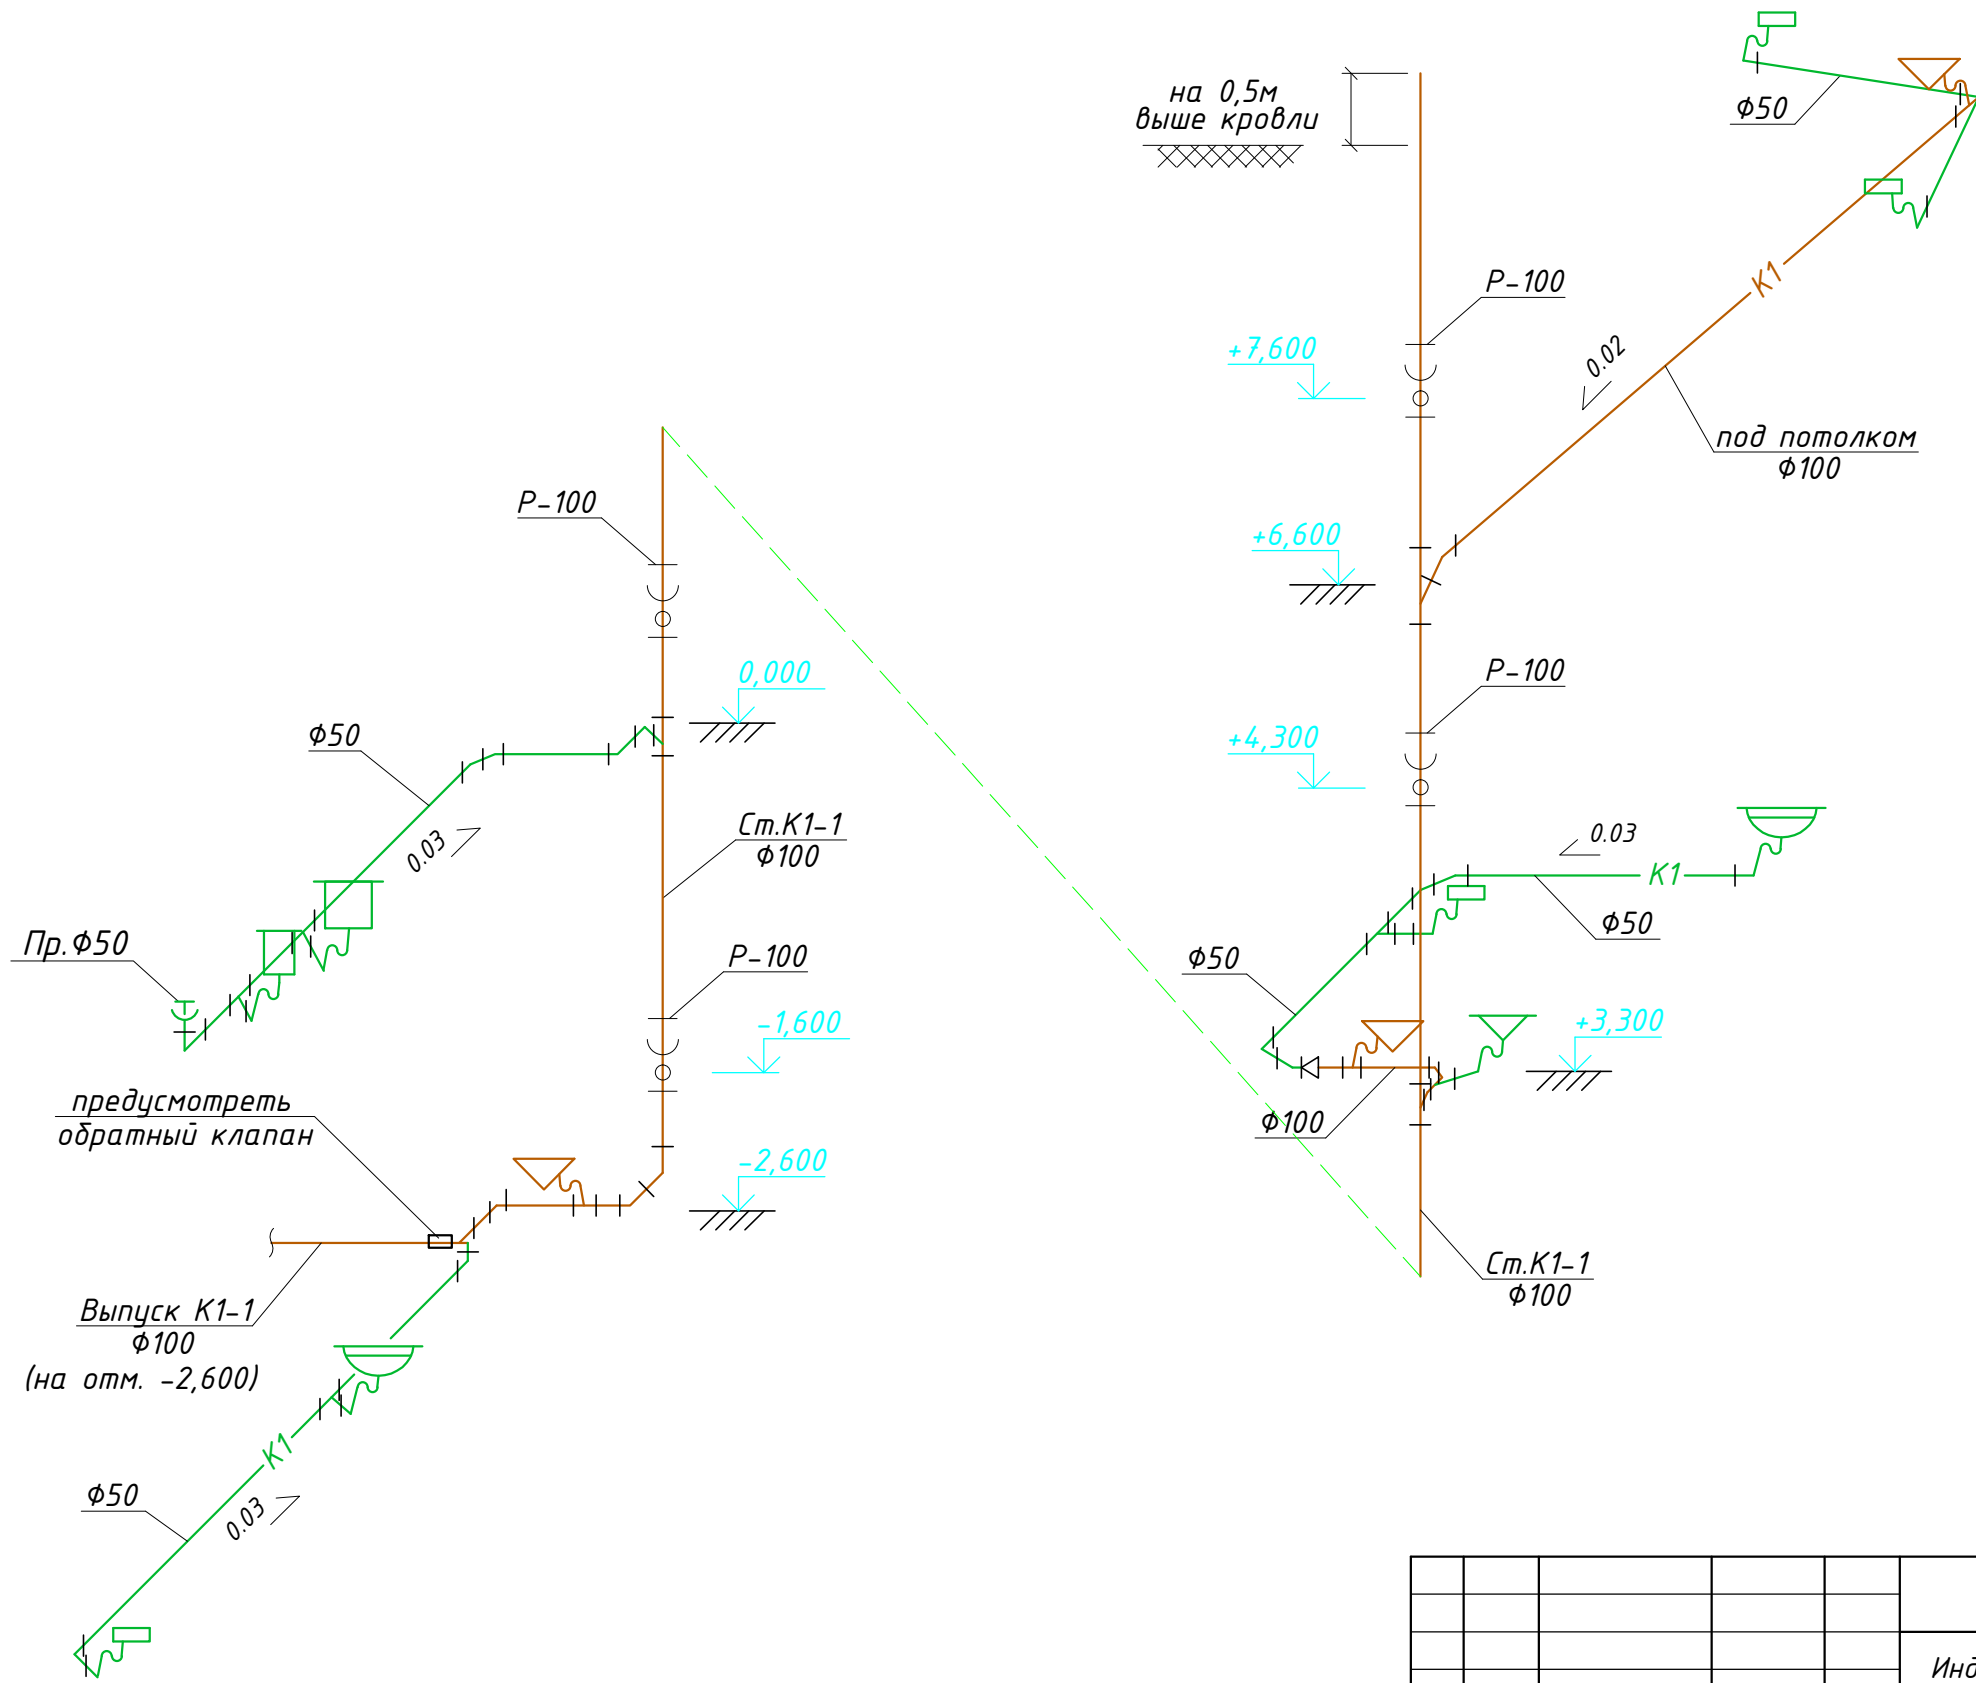 на 0,5м
выше кровли
Ф50
Р-100
К1
+7,600
0.02
под потолком
Ф100
Р-100
+6,600
0,000
Р-100
Ф50
+4,300
Ст.К1-1
Ф100
0.03
0.03
К1
Ф50
Пр.Ф50
Р-100
Ф50
-1,600
+3,300
предусмотреть
обратный клапан
Ф100
-2,600
Выпуск К1-1
Ф100
(на отм. -2,600)
Ст.К1-1
Ф100
К1
Ф50
0.03